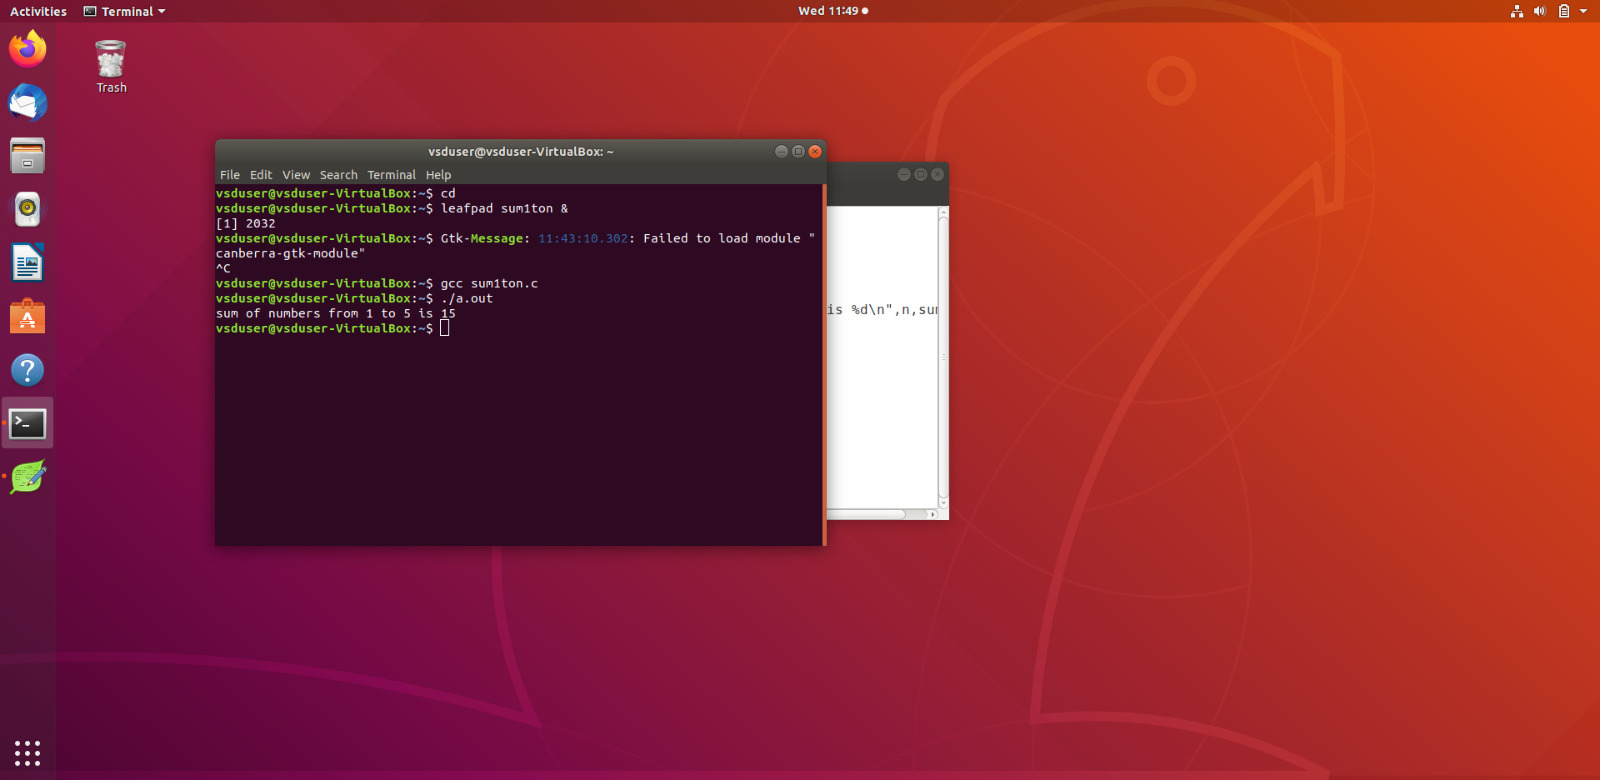 Activities Terminal Wed 11:49
Trash
vsduser@vsduser-VirtualBox: ~
File Edit View Search Terminal Help
vsduser@vsduser-VirtualBox:~$ cd
vsduser@vsduser-VirtualBox:~$ leafpad sum1ton &
[1] 2032
vsduser@vsduser-VirtualBox:~$ Gtk-Message: 11:43:10.302: Failed to load module "
canberra-gtk-module"
^C
vsduser@vsduser-VirtualBox:~$ gcc sum1ton.c
vsduser@vsduser-VirtualBox:~$ ./a.out
sum of numbers from 1 to 5 is 15
vsduser@vsduser-VirtualBox:~$
is %d\n",n,sum